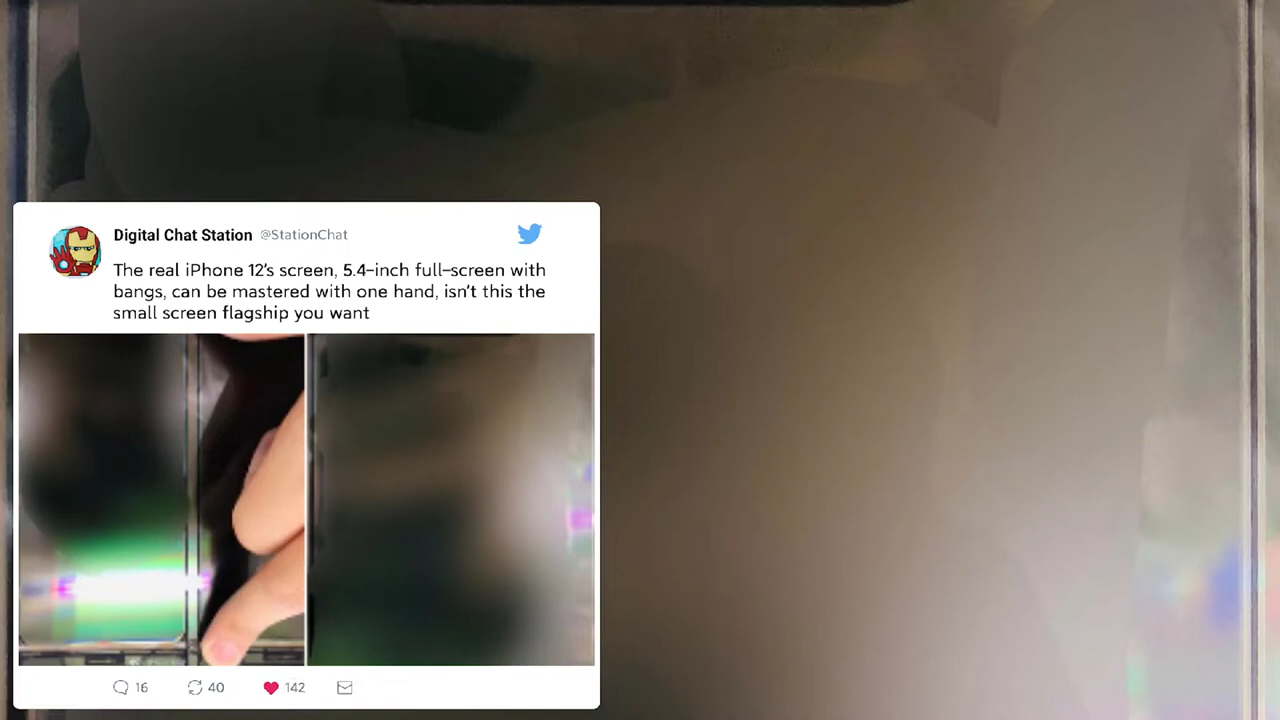 Digital Chat Station @StationChat
The real iPhone 12's screen, 5.4-inch full-screen with
bangs, can be mastered with one hand, isn't this the
small screen flagship you want
16 40 142